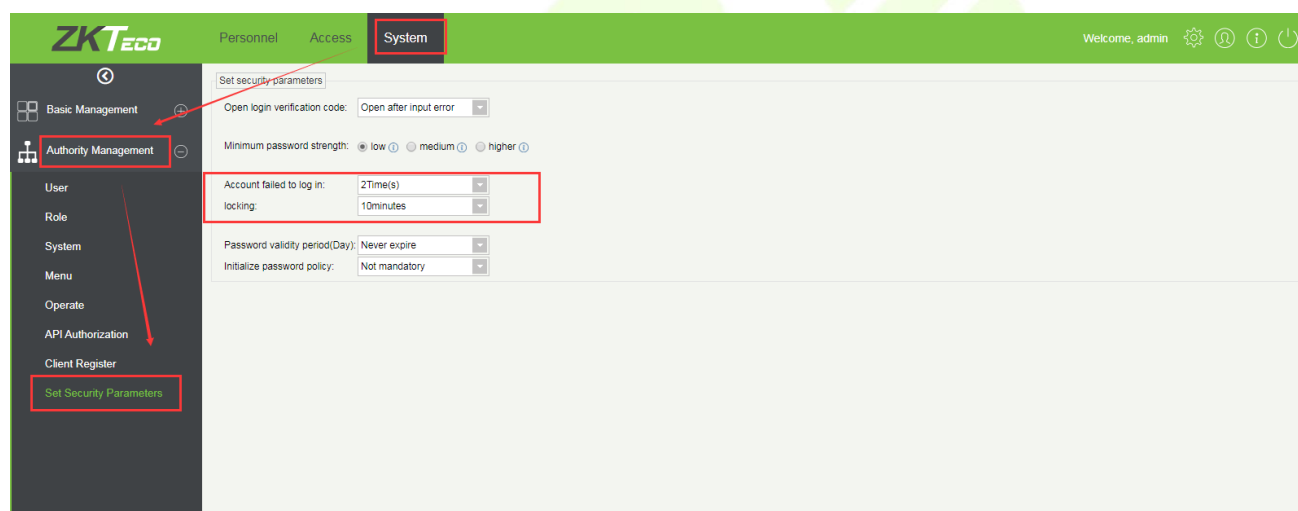 ZKTECO Personnel Access System Welcome, admin
Basic Management
Authority Management
User
Role
System
Menu
Operate
API Authorization
Client Register
Set Security Parameters
Set security parameters
Open login verification code: Open after input error
Minimum password strength: low medium higher
Account failed to log in: 2Time(s)
locking: 10minutes
Password validity period(Day): Never expire
Initialize password policy: Not mandatory